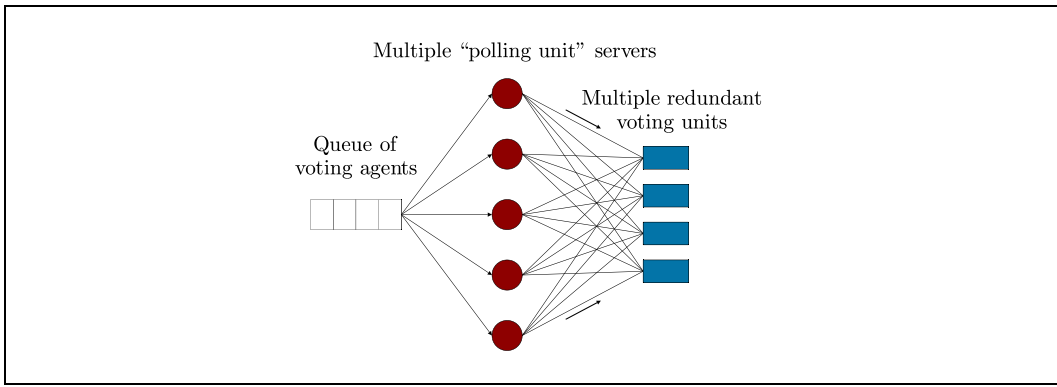 Multiple “polling unit” servers
Multiple redundant
voting units
Queue of
voting agents